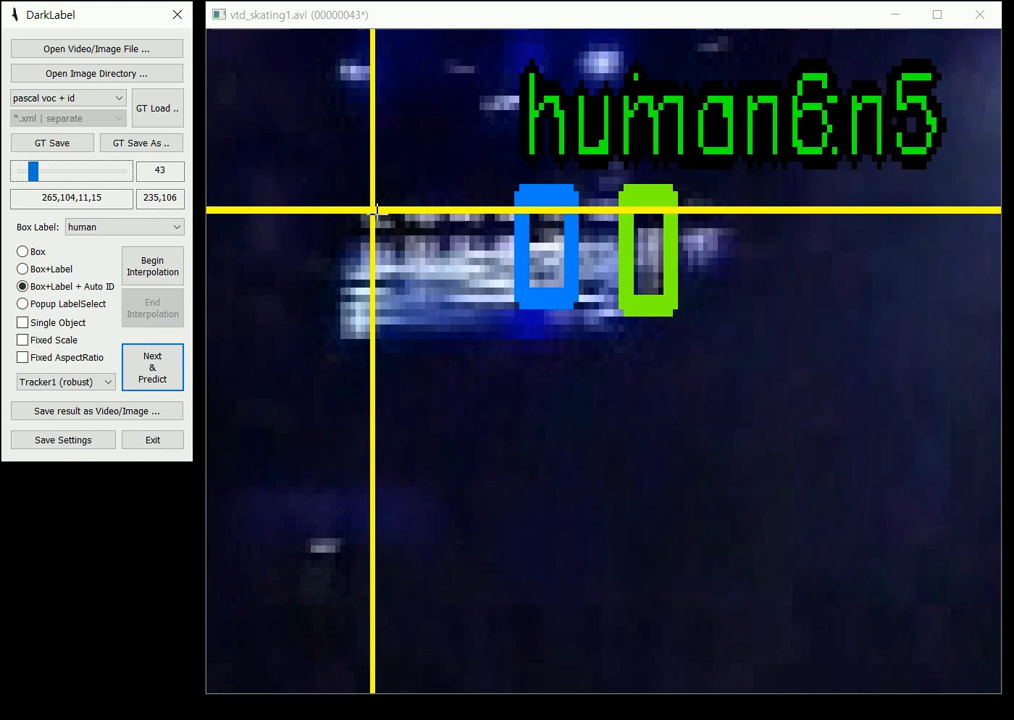 DarkLabel
vtd_skating1.avi (00000043*)
Open Video/Image File ...
Open Image Directory ...
pascal voc + id
GT Load ..
*.xml | separate
GT Save
GT Save As ..
43
265,104,11,15
235,106
Box Label:
human
Box
Box+Label
Box+Label + Auto ID
Popup LabelSelect
Single Object
Fixed Scale
Fixed AspectRatio
Begin
Interpolation
End
Interpolation
Next
&
Predict
Tracker1 (robust)
Save result as Video/Image ...
Save Settings
Exit
human6:n5